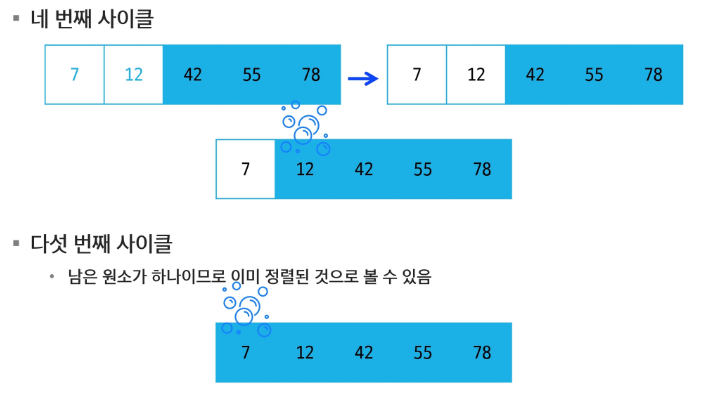 네 번째 사이클
7 12 42 55 78 7 12 42 55 78
7 12 42 55 78
다섯 번째 사이클
남은 원소가 하나이므로 이미 정렬된 것으로 볼 수 있음
7 12 42 55 78